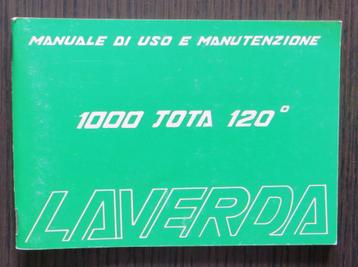 MANUALE DI USO E MANUTENZIONE
1000 JOTA 120°
LAVERDA